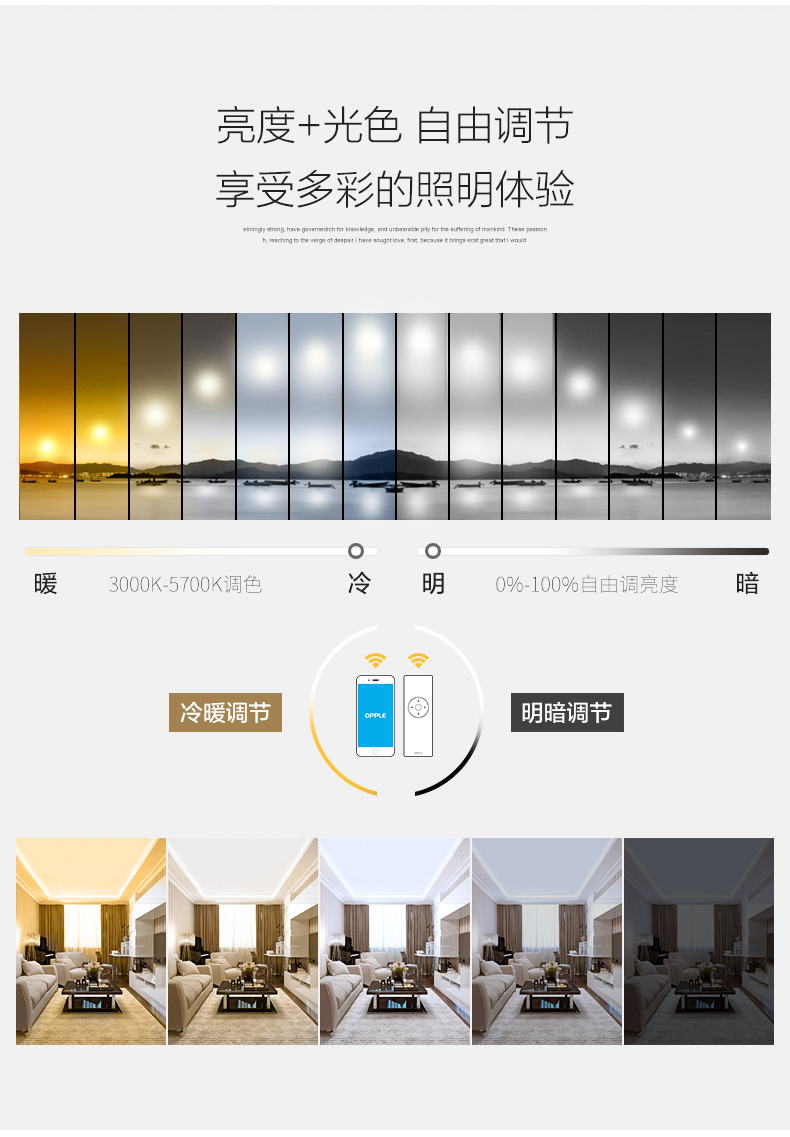 亮度+光色 自由调节
享受多彩的照明体验
elmingly strong, have governedrch for knowledge, and unbearable pity for the suffering of mankind. These passion
h, reaching to the verge of despair.I have sought love, first, because it brings ecst great that I would
暖 3000K-5700K调色 冷 明 0%-100%自由调亮度 暗
冷暖调节 OPPLE 明暗调节